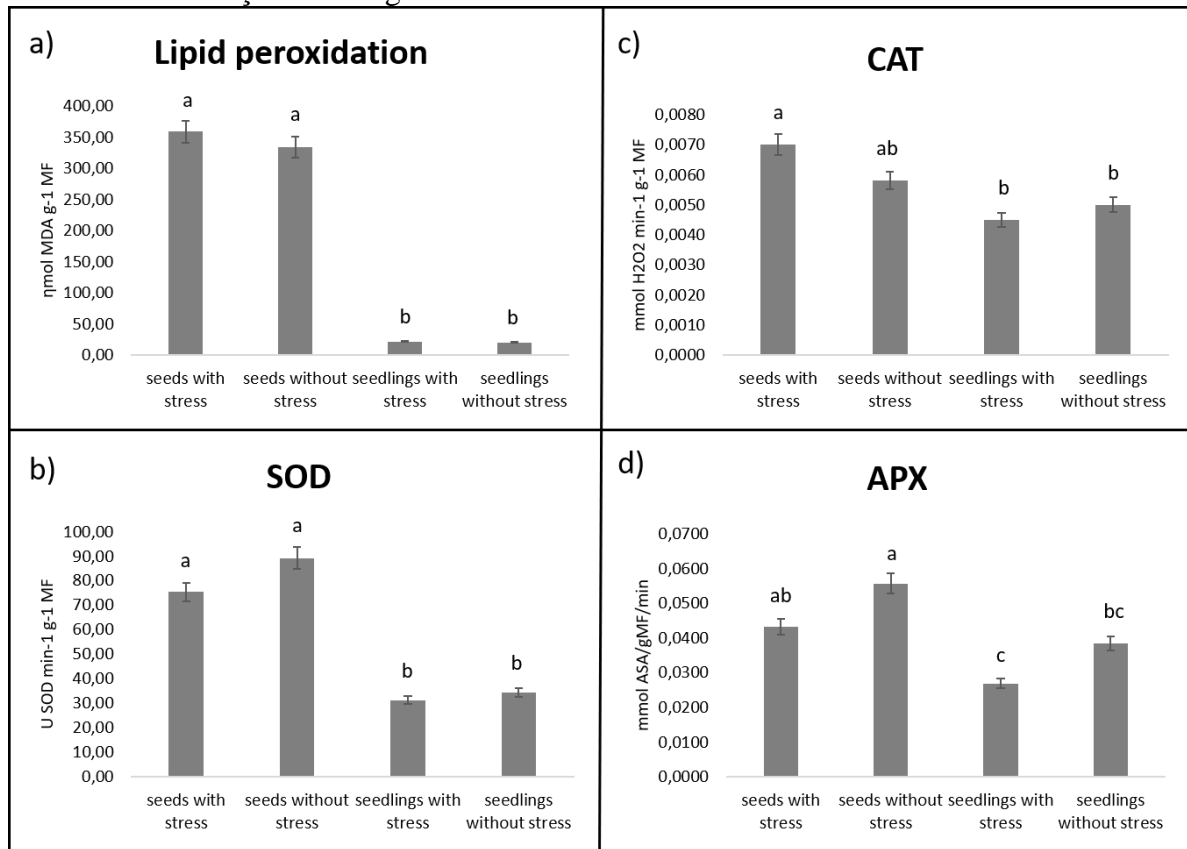 a)
Lipid peroxidation
ηmol MDA g-1 MF
400,00
350,00
300,00
250,00
200,00
150,00
100,00
50,00
0,00
a
a
b
b
seeds with
stress
seeds without
stress
seedlings with
stress
seedlings
without stress
c)
CAT
mmol H2O2 min-1 g-1 MF
0,0080
0,0070
0,0060
0,0050
0,0040
0,0030
0,0020
0,0010
0,0000
a
ab
b
b
seeds with
stress
seeds without
stress
seedlings with
stress
seedlings
without stress
b)
SOD
U SOD min-1 g-1 MF
100,00
90,00
80,00
70,00
60,00
50,00
40,00
30,00
20,00
10,00
0,00
a
a
b
b
seeds with
stress
seeds without
stress
seedlings with
stress
seedlings
without stress
d)
APX
mmol ASA/gMF/min
0,0700
0,0600
0,0500
0,0400
0,0300
0,0200
0,0100
0,0000
ab
a
c
bc
seeds with
stress
seeds without
stress
seedlings with
stress
seedlings
without stress